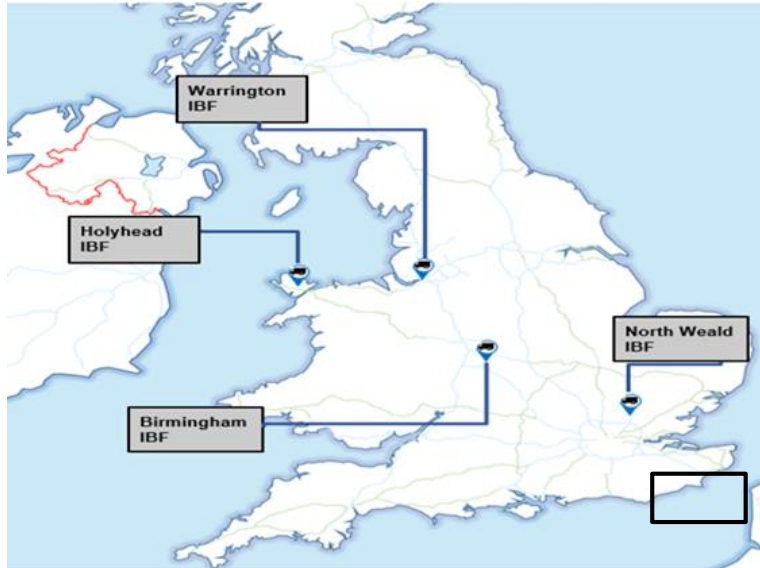 Warrington
IBF
Holyhead
IBF
North Weald
IBF
Birmingham
IBF